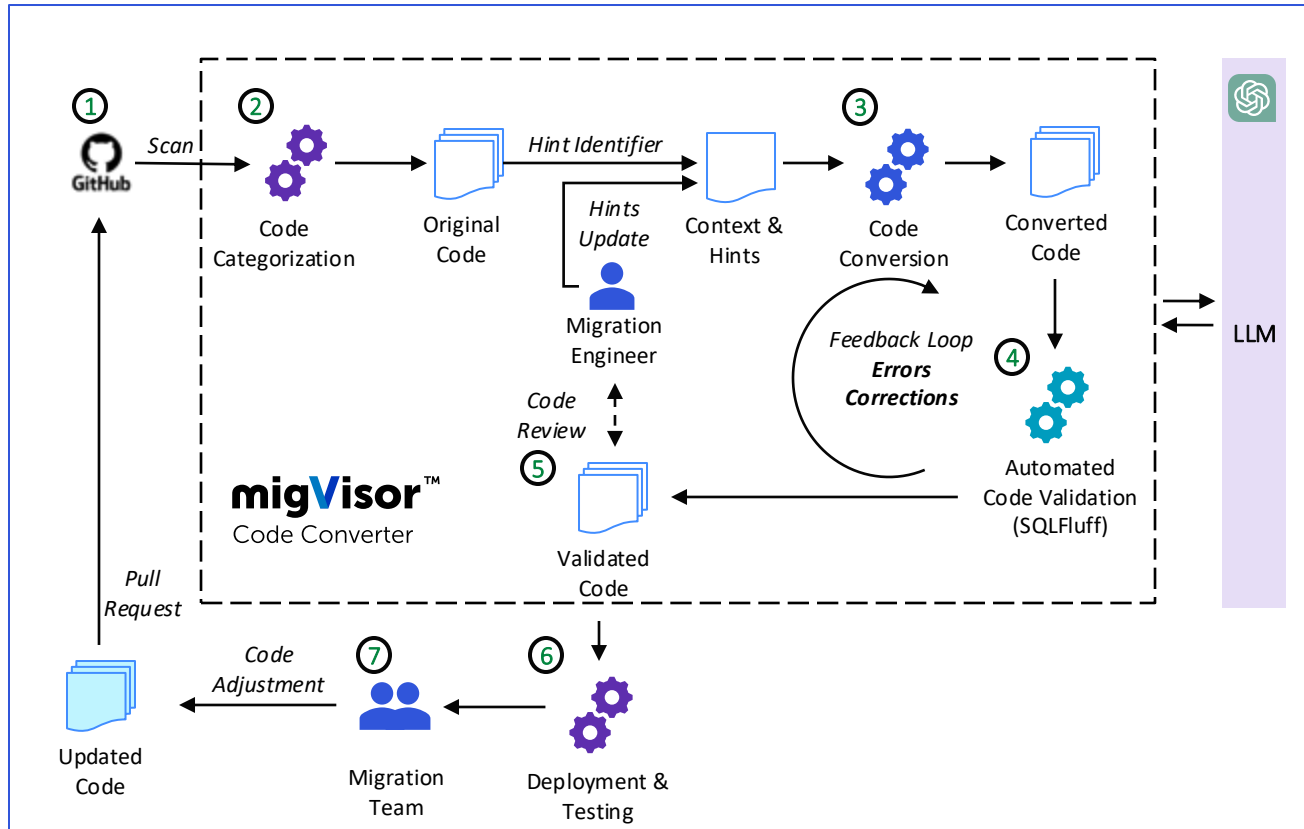 1
GitHub
Scan
2
Code
Categorization
Original
Code
Hint Identifier
Hints
Update
Context &
Hints
3
Code
Conversion
Converted
Code
Migration
Engineer
Feedback Loop
Errors
Corrections
4
Automated
Code Validation
(SQLFluff)
LLM
Code
Review
5
Validated
Code
migVisor™
Code Converter
Pull
Request
Updated
Code
Code
Adjustment
7
Migration
Team
6
Deployment &
Testing